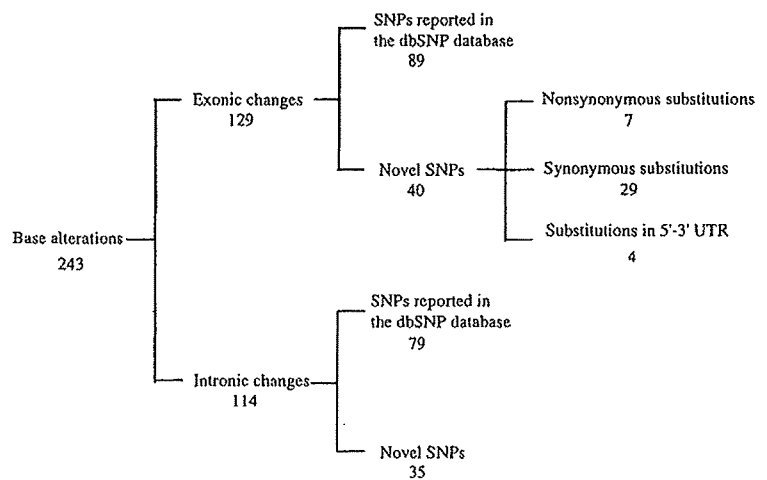 SNPs reported in
the dbSNP database
89
Exonic changes
129
Nonsynonymous substitutions
7
Novel SNPs
40
Synonymous substitutions
29
Substitutions in 5'-3' UTR
4
Base alterations
243
SNPs reported in
the dbSNP database
79
Intronic changes
114
Novel SNPs
35